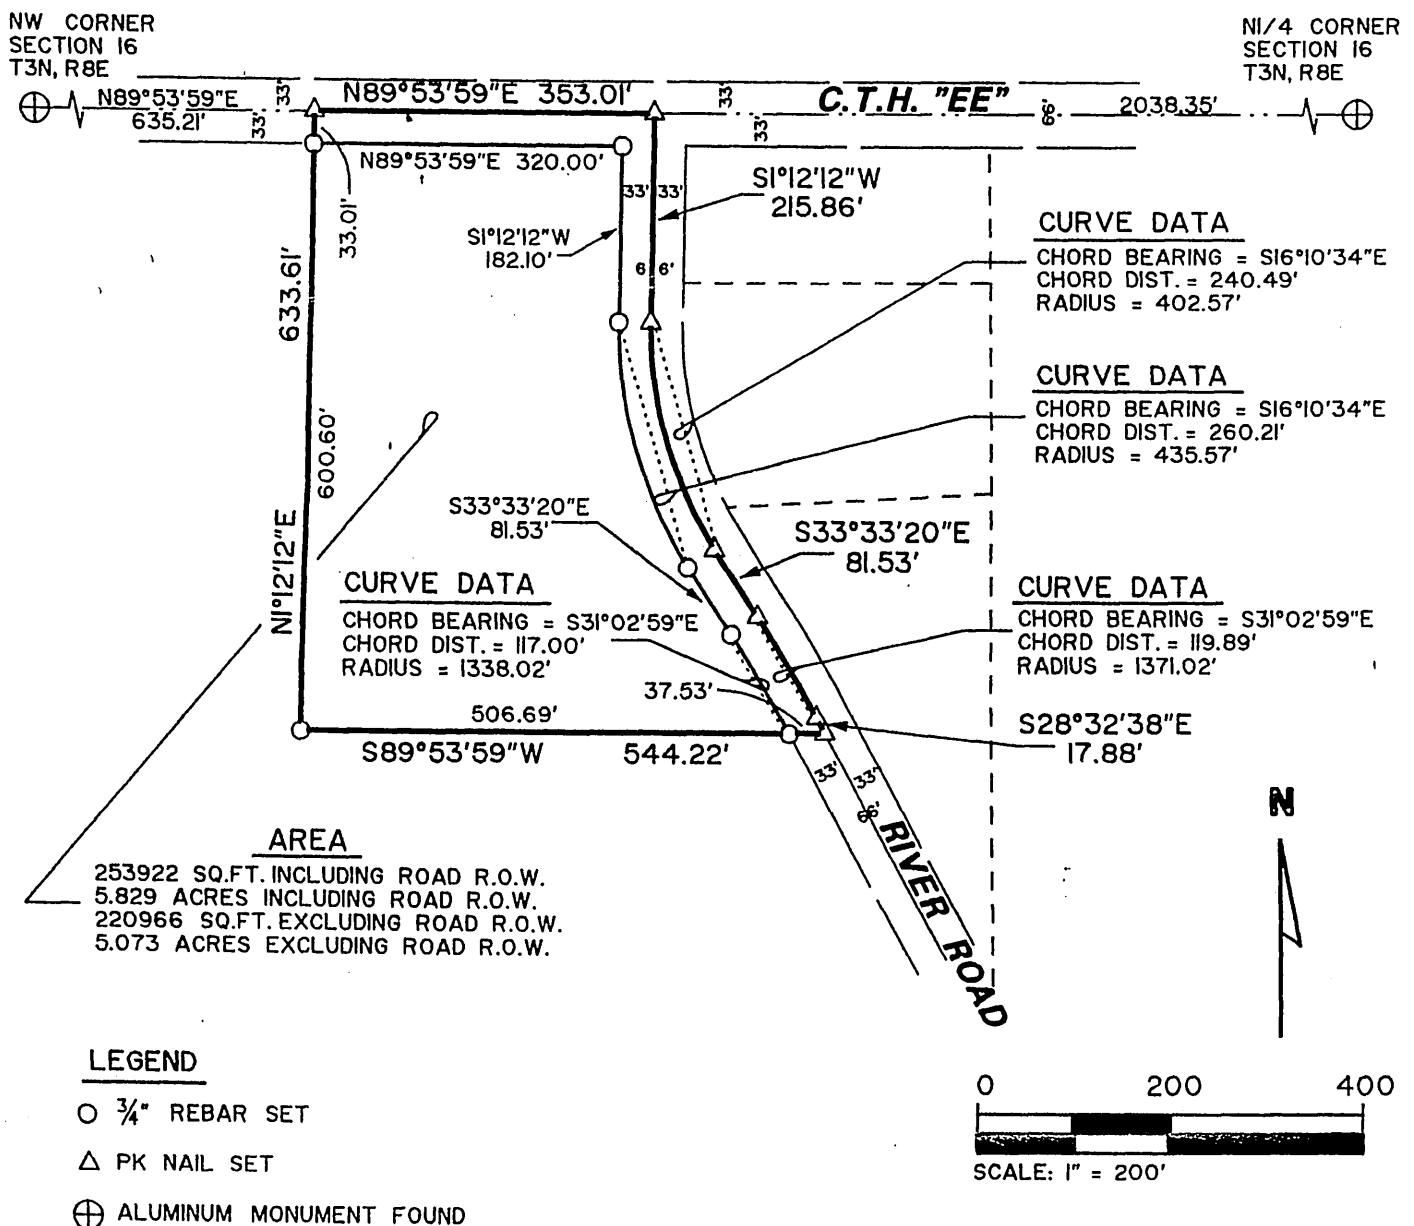 NW CORNER
SECTION 16
T3N, R8E
N1/4 CORNER
SECTION 16
T3N, R8E
N89°53'59"E
635.21'
33'
33'
N89°53'59"E 353.01'
33'
33'
C.T.H. "EE"
66'
2038.35'
N89°53'59"E 320.00'
33.01'
33' 33'
S1°12'12"W
215.86'
S1°12'12"W
182.10'
66'
633.61'
600.60'
N1°12'12"E
CURVE DATA
CHORD BEARING = S16°10'34"E
CHORD DIST. = 240.49'
RADIUS = 402.57'
CURVE DATA
CHORD BEARING = S16°10'34"E
CHORD DIST. = 260.21'
RADIUS = 435.57'
S33°33'20"E
81.53'
S33°33'20"E
81.53'
CURVE DATA
CHORD BEARING = S31°02'59"E
CHORD DIST. = 117.00'
RADIUS = 1338.02'
CURVE DATA
CHORD BEARING = S31°02'59"E
CHORD DIST. = 119.89'
RADIUS = 1371.02'
37.53'
506.69'
S89°53'59"W 544.22'
S28°32'38"E
17.88'
33'
33'
66'
RIVER ROAD
AREA
253922 SQ.FT. INCLUDING ROAD R.O.W.
5.829 ACRES INCLUDING ROAD R.O.W.
220966 SQ.FT. EXCLUDING ROAD R.O.W.
5.073 ACRES EXCLUDING ROAD R.O.W.
N
LEGEND
3/4" REBAR SET
PK NAIL SET
ALUMINUM MONUMENT FOUND
0 200 400
SCALE: 1" = 200'